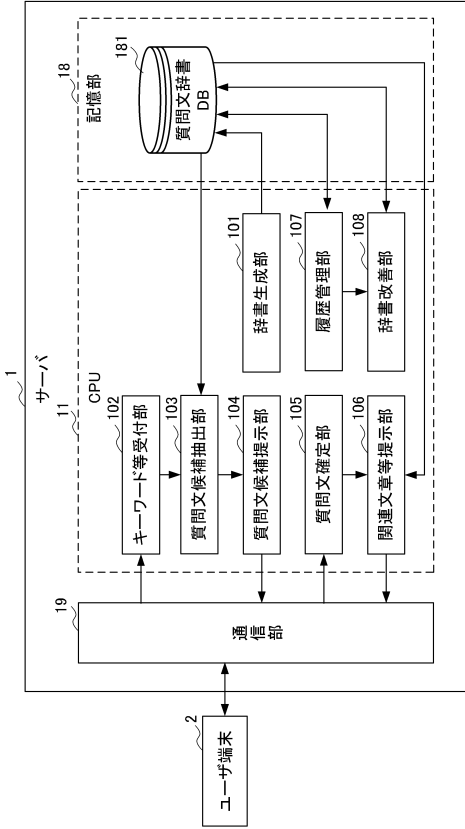 1
サーバ
11
CPU
18
記憶部
19
通信部
2
ユーザ端末
102
キーワード等受付部
103
質問文候補抽出部
104
質問文候補提示部
105
質問文確定部
106
関連文章等提示部
101
辞書生成部
107
履歴管理部
108
辞書改善部
181
質問文辞書
DB